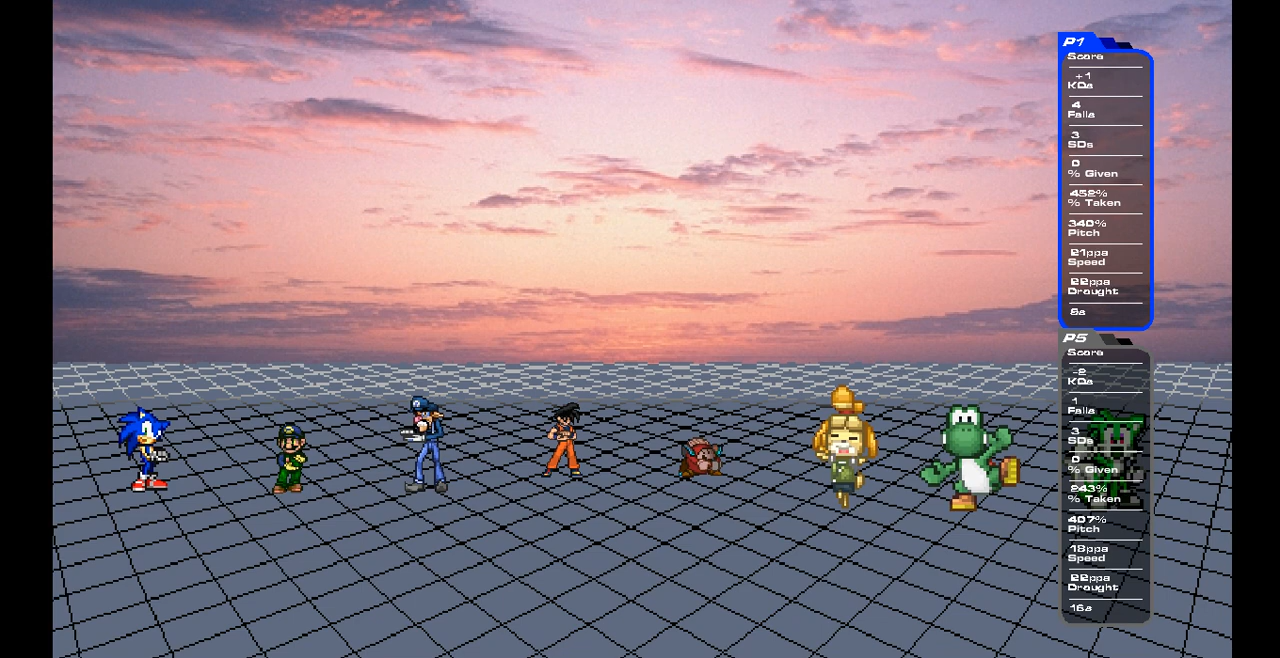 P1
Score
+1
KOs
4
Falls
3
SDs
0
% Given
452%
% Taken
340%
Pitch
21pps
Speed
22pps
Drought
8s
P5
Score
-2
KOs
1
Falls
3
SDs
0
% Given
243%
% Taken
407%
Pitch
18pps
Speed
22pps
Drought
16s